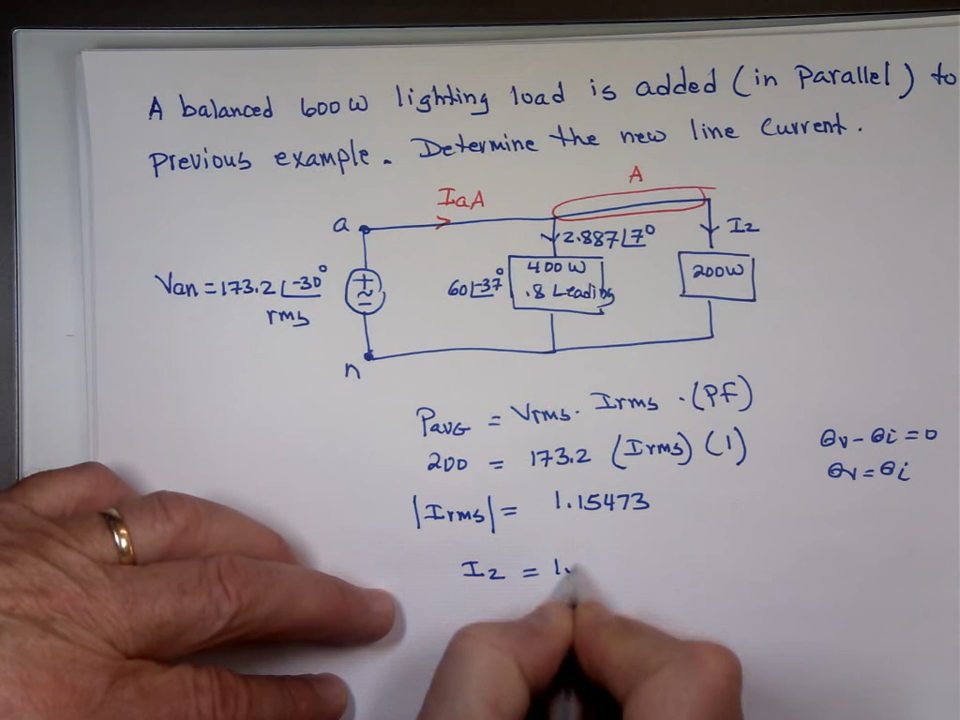 A balanced 600W lighting load is added (in Parallel) to
Previous example. Determine the new line current.
A
IaA
a
I2
2.887∠7°
Van = 173.2∠-30°
rms
+
~
-
60∠-37°
400W
.8 Leading
200W
n
PAVG = Vrms · Irms · (PF)
200 = 173.2 (Irms) (1)
θv - θi = 0
θv = θi
|Irms| = 1.15473
I2 = 1.